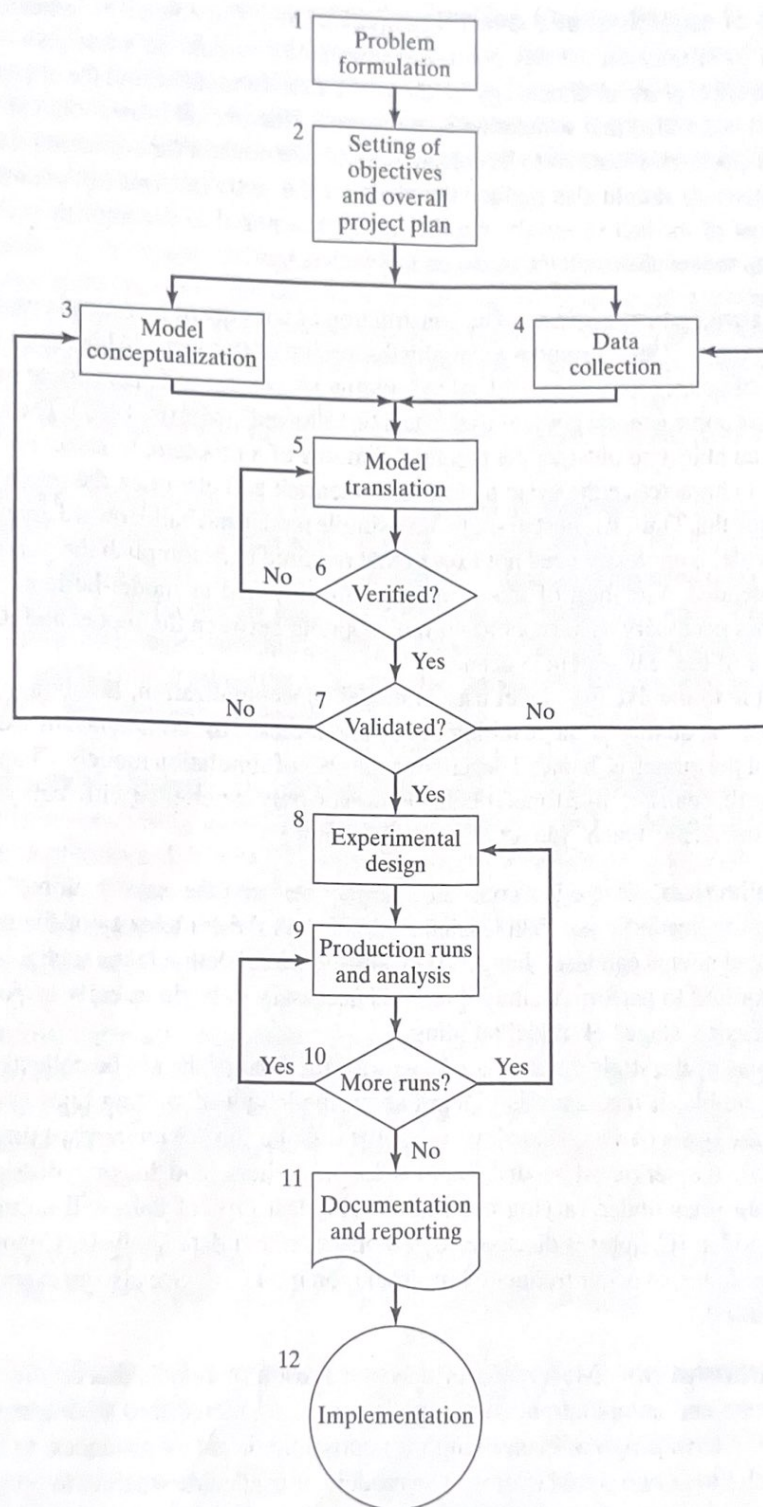 1
Problem
formulation
2
Setting of
objectives
and overall
project plan
3
Model
conceptualization
4
Data
collection
5
Model
translation
No
6
Verified?
Yes
No
7
Validated?
No
Yes
8
Experimental
design
9
Production runs
and analysis
Yes
10
More runs?
Yes
No
11
Documentation
and reporting
12
Implementation